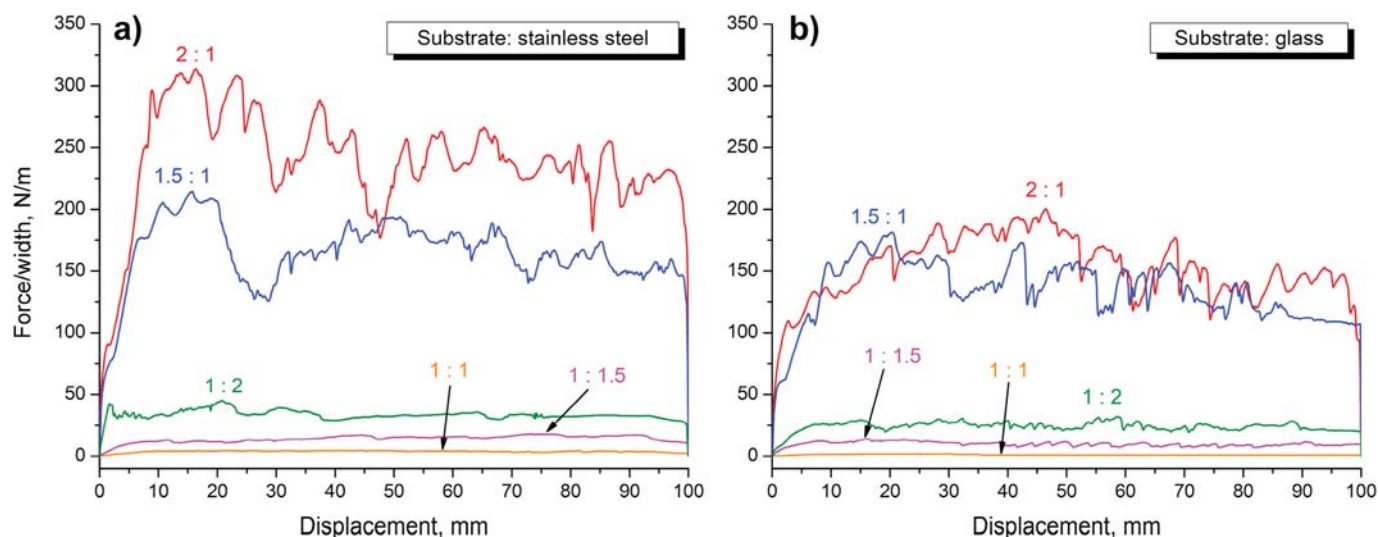 a)
Substrate: stainless steel
350
300
250
200
150
100
50
0
Force/width, N/m
2 : 1
1.5 : 1
1 : 2
1 : 1
1 : 1.5
0 10 20 30 40 50 60 70 80 90 100
Displacement, mm
b)
Substrate: glass
350
300
250
200
150
100
50
0
2 : 1
1.5 : 1
1 : 1.5
1 : 1
1 : 2
0 10 20 30 40 50 60 70 80 90 100
Displacement, mm